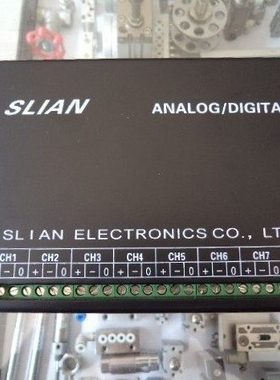 SLIAN ANALOG/DIGITA
SLIAN ELECTRONICS CO., LT
CH1 CH2 CH3 CH4 CH5 CH6 CH7
- 0 + - 0 + - 0 + - 0 + - 0 + - 0 + -